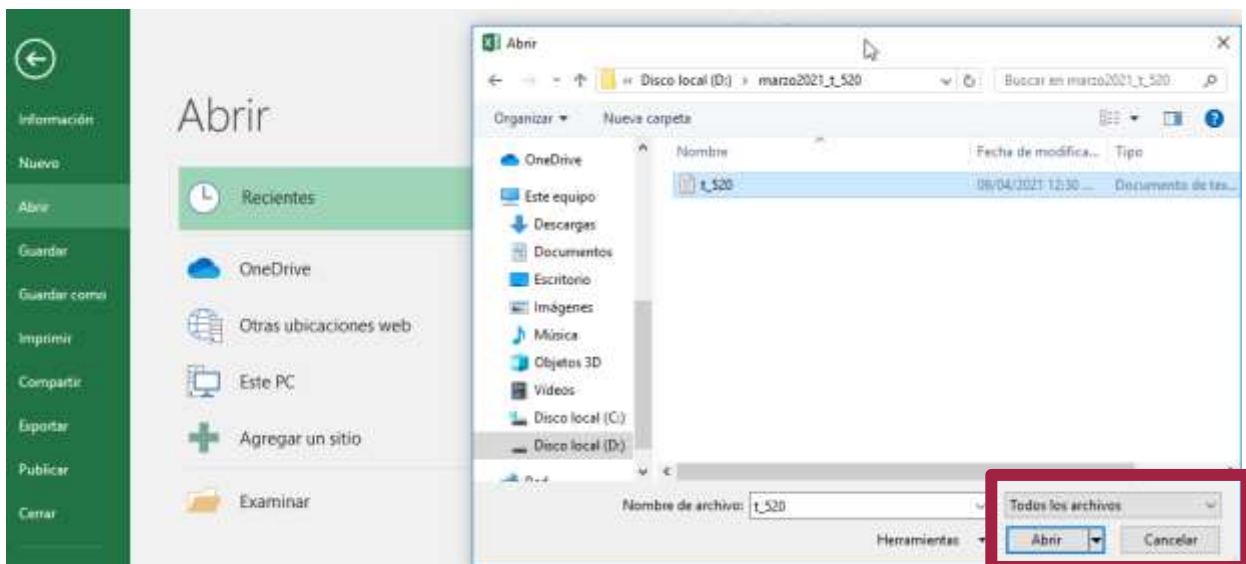 Información
Nuevo
Abrir
Guardar
Guardar como
Imprimir
Compartir
Exportar
Publicar
Cerrar
Abrir
Recientes
OneDrive
Otras ubicaciones web
Este PC
Agregar un sitio
Examinar
Abrir
« Disco local (D:) › marzo2021_t_520
Buscar en marzo2021_t_520
Organizar
Nueva carpeta
Nombre
Fecha de modifica...
Tipo
t_520
Documento de tex...
OneDrive
Este equipo
Descargas
Documentos
Escritorio
Imágenes
Música
Objetos 3D
Vídeos
Disco local (C:)
Disco local (D:)
Nombre de archivo: t_520
Todos los archivos
Herramientas
Abrir
Cancelar